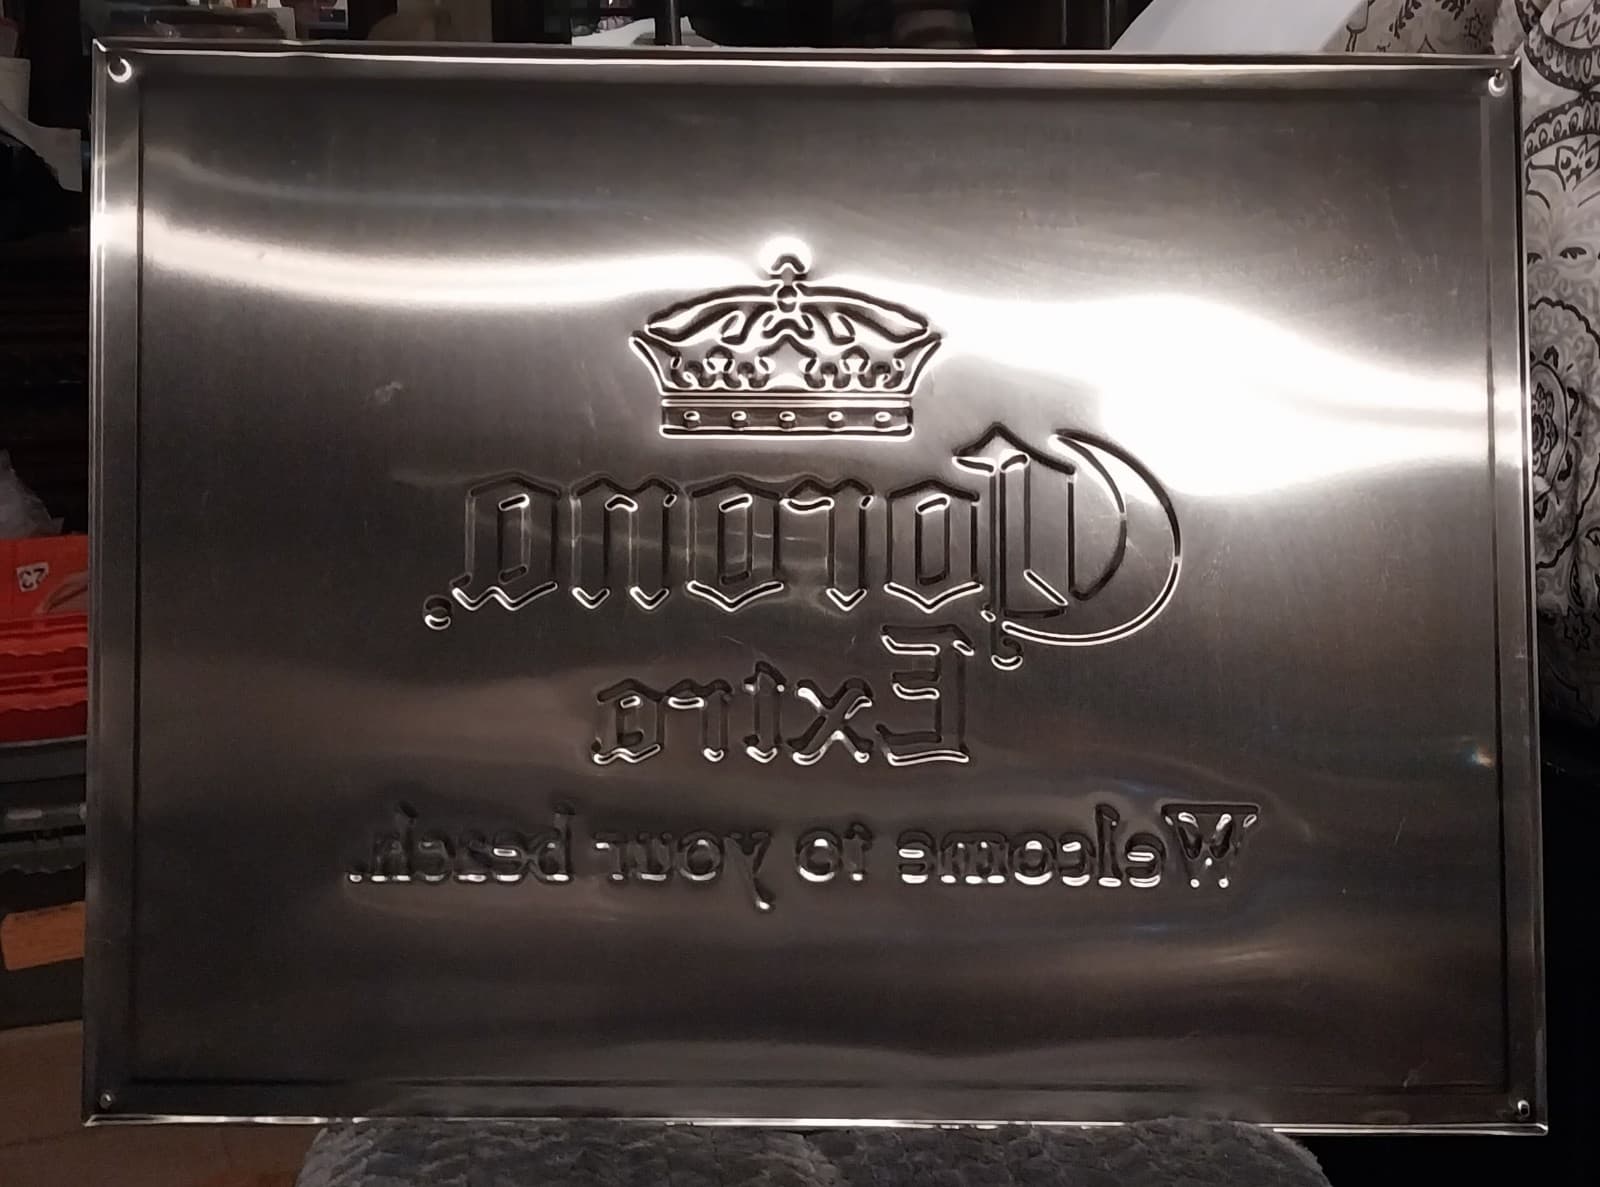 Corona.
Extra
Welcome to your beach.